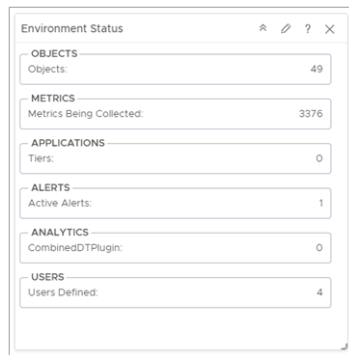 Environment Status
?
OBJECTS
Objects: 49
METRICS
Metrics Being Collected: 3376
APPLICATIONS
Tiers: 0
ALERTS
Active Alerts: 1
ANALYTICS
CombinedDTPlugin: 0
USERS
Users Defined: 4